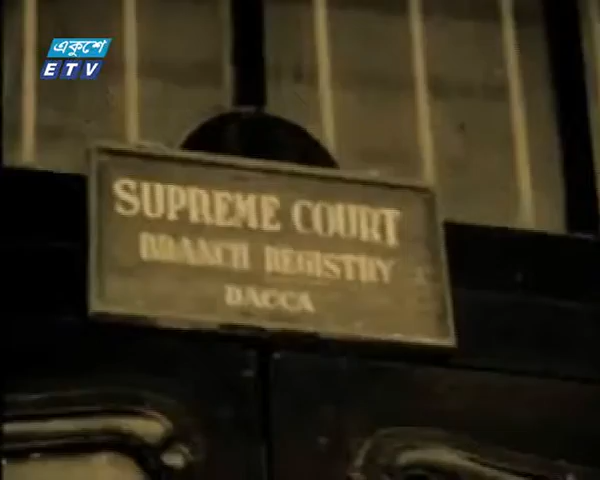 একুশে
ETV
SUPREME COURT
BRANCH REGISTRY
DACCA